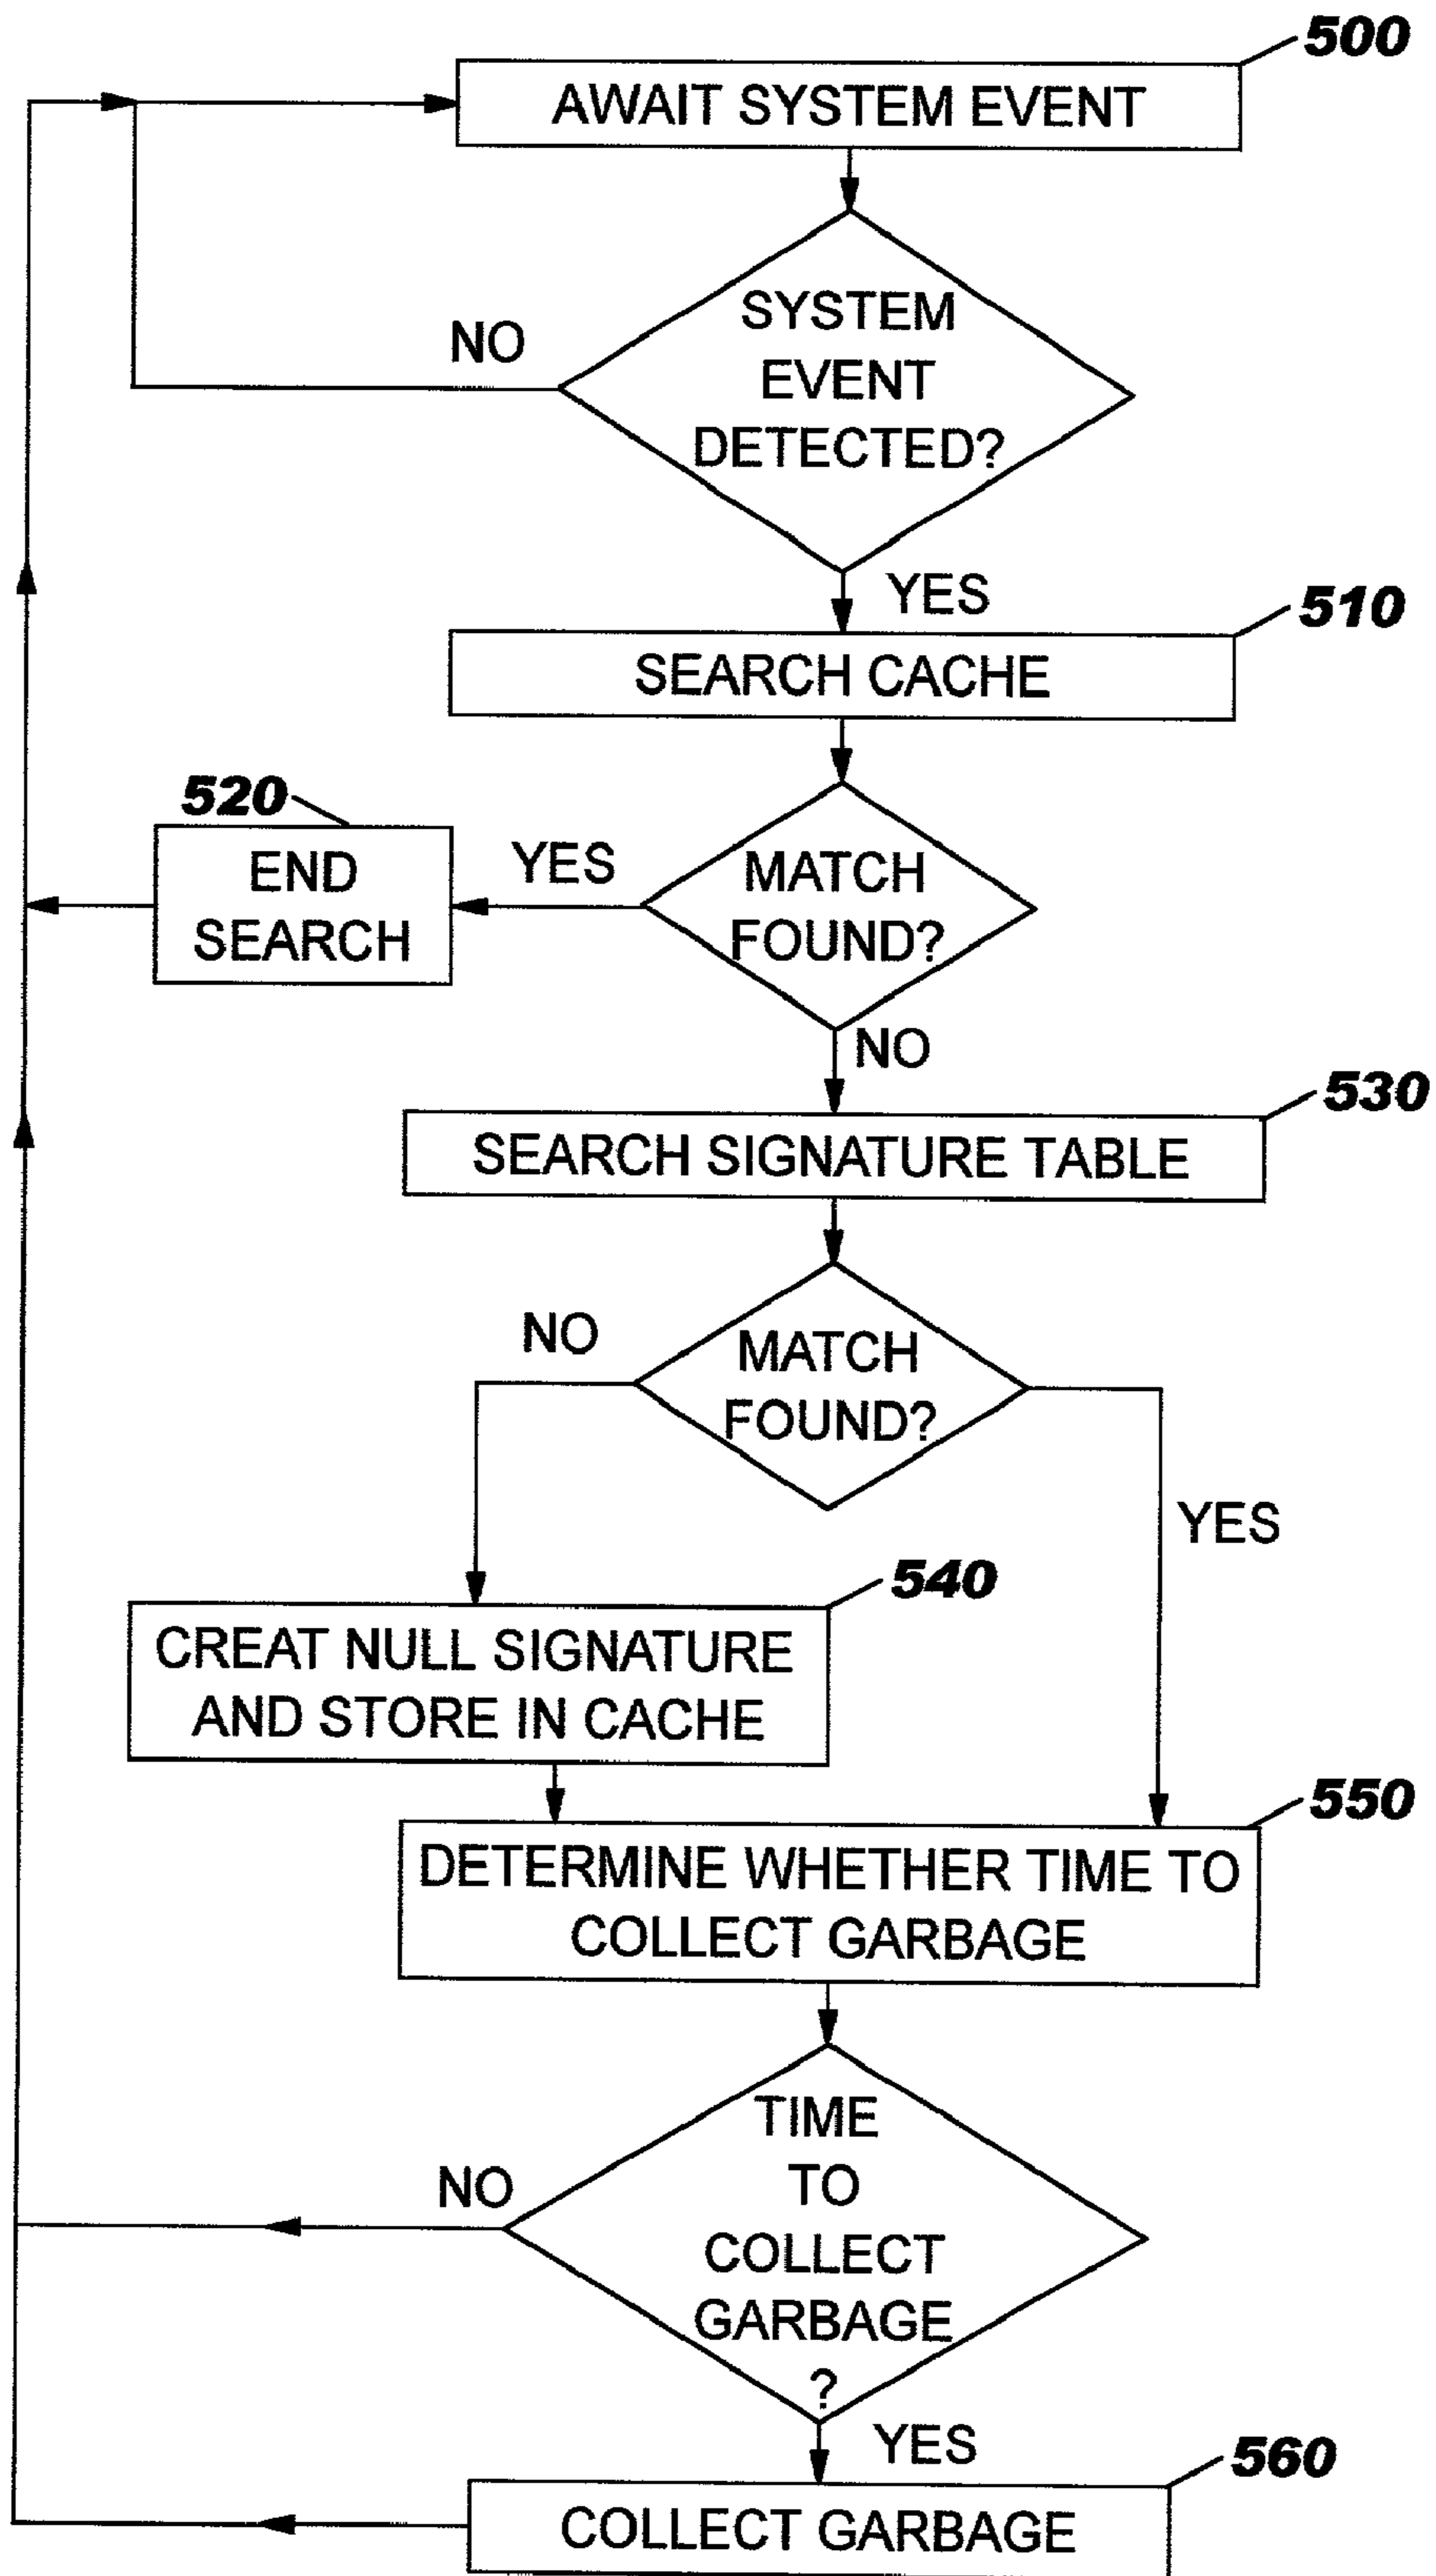 500
AWAIT SYSTEM EVENT
SYSTEM
EVENT
DETECTED?
NO
YES
510
SEARCH CACHE
520
END
SEARCH
YES
MATCH
FOUND?
NO
530
SEARCH SIGNATURE TABLE
NO
MATCH
FOUND?
YES
540
CREAT NULL SIGNATURE
AND STORE IN CACHE
550
DETERMINE WHETHER TIME TO
COLLECT GARBAGE
TIME
TO
COLLECT
GARBAGE
?
NO
YES
560
COLLECT GARBAGE